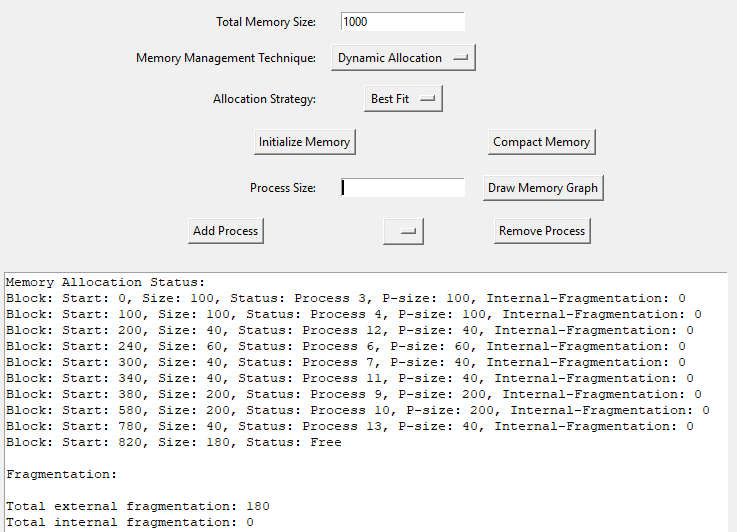 Total Memory Size: 1000
Memory Management Technique: Dynamic Allocation
Allocation Strategy: Best Fit
Initialize Memory Compact Memory
Process Size: Draw Memory Graph
Add Process Remove Process
Memory Allocation Status:
Block: Start: 0, Size: 100, Status: Process 3, P-size: 100, Internal-Fragmentation: 0
Block: Start: 100, Size: 100, Status: Process 4, P-size: 100, Internal-Fragmentation: 0
Block: Start: 200, Size: 40, Status: Process 12, P-size: 40, Internal-Fragmentation: 0
Block: Start: 240, Size: 60, Status: Process 6, P-size: 60, Internal-Fragmentation: 0
Block: Start: 300, Size: 40, Status: Process 7, P-size: 40, Internal-Fragmentation: 0
Block: Start: 340, Size: 40, Status: Process 11, P-size: 40, Internal-Fragmentation: 0
Block: Start: 380, Size: 200, Status: Process 9, P-size: 200, Internal-Fragmentation: 0
Block: Start: 580, Size: 200, Status: Process 10, P-size: 200, Internal-Fragmentation: 0
Block: Start: 780, Size: 40, Status: Process 13, P-size: 40, Internal-Fragmentation: 0
Block: Start: 820, Size: 180, Status: Free
Fragmentation:
Total external fragmentation: 180
Total internal fragmentation: 0